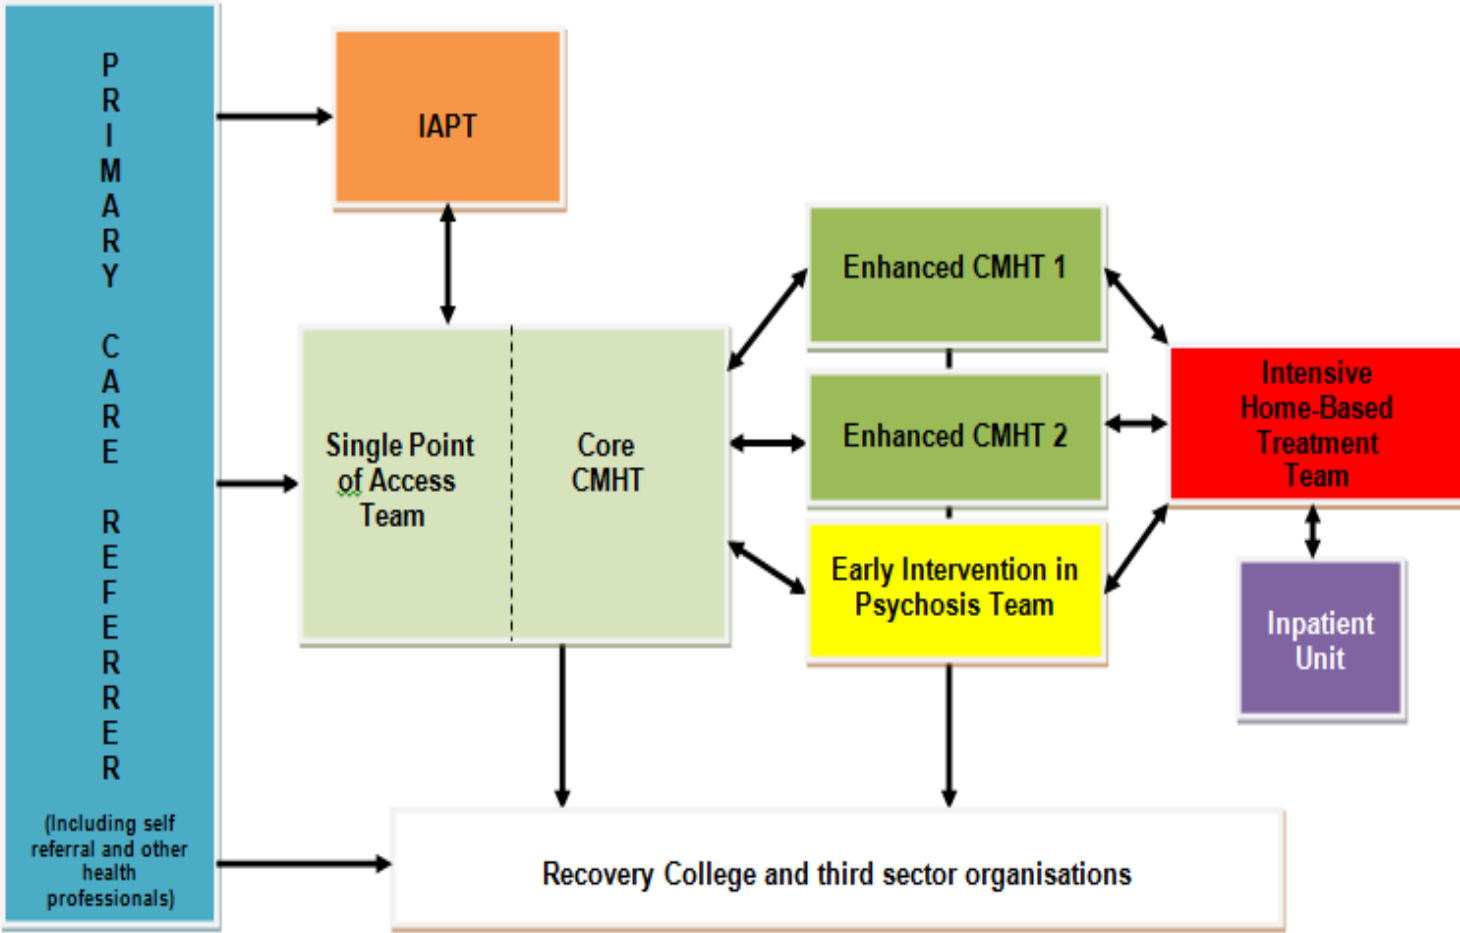 PRIMARY CARE REFERRER
(Including self
referral and other
health
professionals)
IAPT
Single Point
of Access
Team
Core
CMHT
Enhanced CMHT 1
Enhanced CMHT 2
Early Intervention in
Psychosis Team
Intensive
Home-Based
Treatment
Team
Inpatient
Unit
Recovery College and third sector organisations